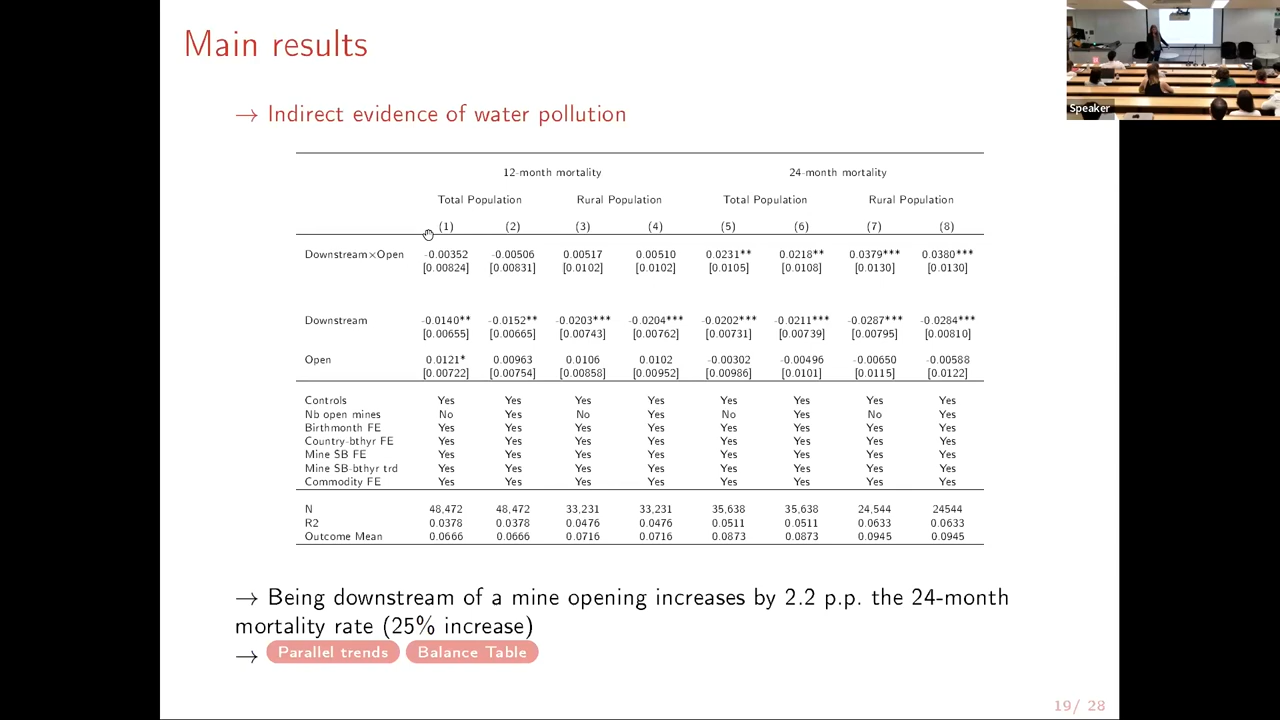 Main results
→ Indirect evidence of water pollution
12-month mortality 24-month mortality
Total Population Rural Population Total Population Rural Population
(1) (2) (3) (4) (5) (6) (7) (8)
Downstream×Open -0.00352 -0.00506 0.00517 0.00510 0.0231** 0.0218** 0.0379*** 0.0380***
[0.00824] [0.00831] [0.0102] [0.0102] [0.0105] [0.0108] [0.0130] [0.0130]
Downstream -0.0140** -0.0152** -0.0203*** -0.0204*** -0.0202*** -0.0211*** -0.0287*** -0.0284***
[0.00655] [0.00665] [0.00743] [0.00762] [0.00731] [0.00739] [0.00795] [0.00810]
Open 0.0121* 0.00963 0.0106 0.0102 -0.00302 -0.00496 -0.00650 -0.00588
[0.00722] [0.00754] [0.00858] [0.00952] [0.00986] [0.0101] [0.0115] [0.0122]
Controls Yes Yes Yes Yes Yes Yes Yes Yes
Nb open mines No Yes No Yes No Yes No Yes
Birthmonth FE Yes Yes Yes Yes Yes Yes Yes Yes
Country-bthyr FE Yes Yes Yes Yes Yes Yes Yes Yes
Mine SB FE Yes Yes Yes Yes Yes Yes Yes Yes
Mine SB-bthyr trd Yes Yes Yes Yes Yes Yes Yes Yes
Commodity FE Yes Yes Yes Yes Yes Yes Yes Yes
N 48,472 48,472 33,231 33,231 35,638 35,638 24,544 24544
R2 0.0378 0.0378 0.0476 0.0476 0.0511 0.0511 0.0633 0.0633
Outcome Mean 0.0666 0.0666 0.0716 0.0716 0.0873 0.0873 0.0945 0.0945
→ Being downstream of a mine opening increases by 2.2 p.p. the 24-month
mortality rate (25% increase)
→ Parallel trends Balance Table
19/ 28
Speaker